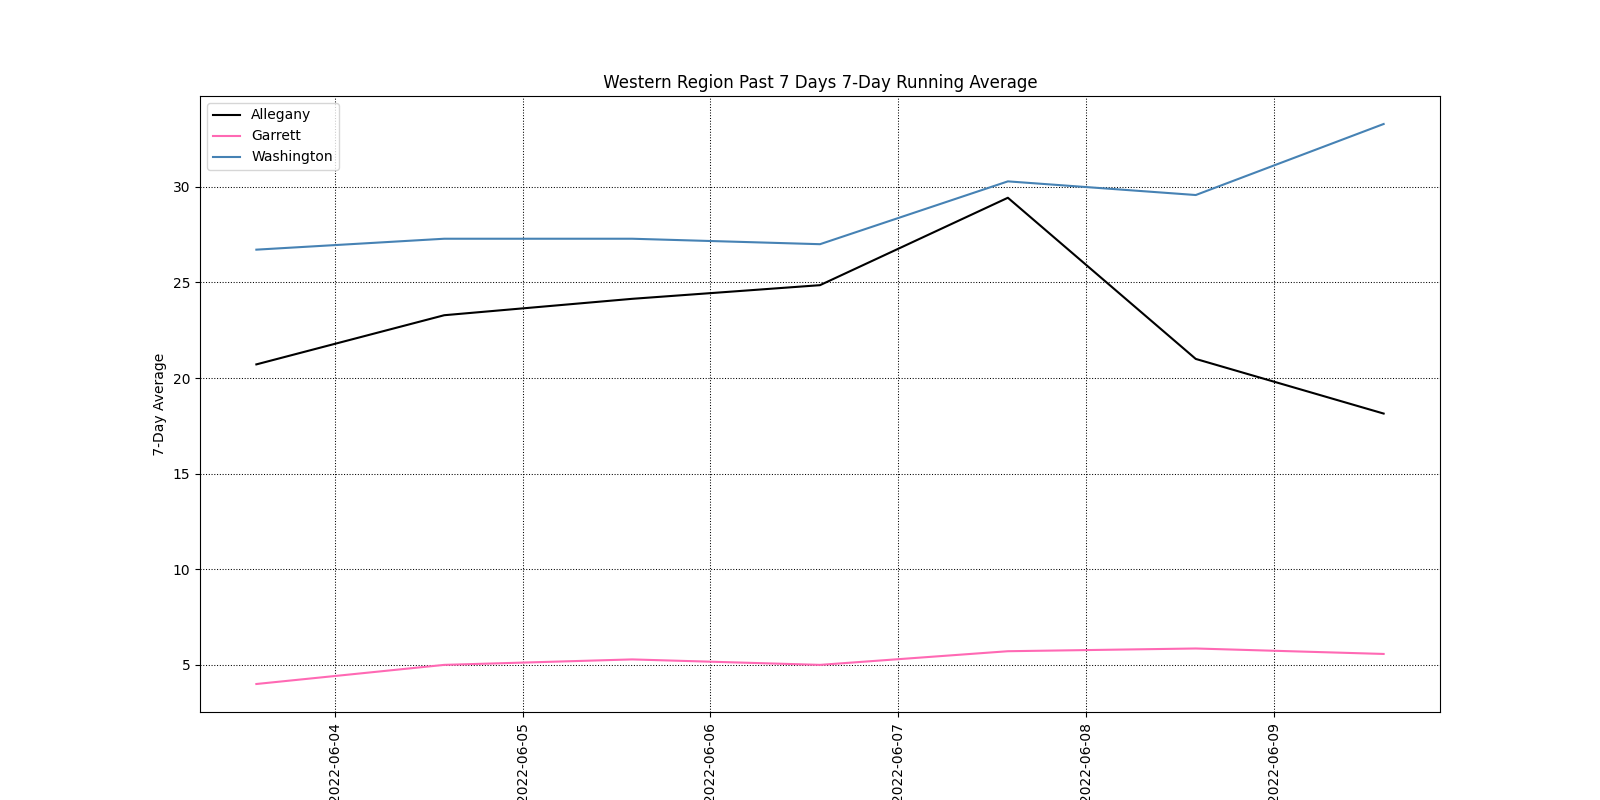 Western Region Past 7 Days 7-Day Running Average
Allegany
Garrett
Washington
7-Day Average
30
25
20
15
10
5
2022-06-04
2022-06-05
2022-06-06
2022-06-07
2022-06-08
2022-06-09